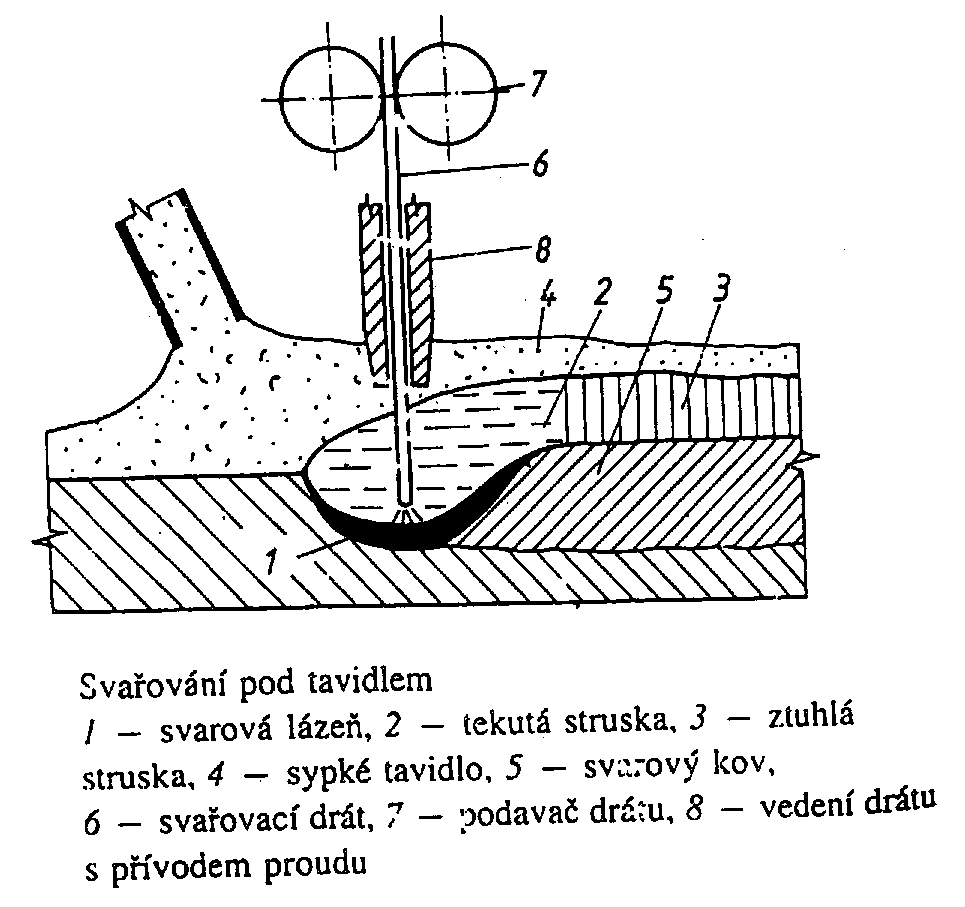 7
6
8
4 2 5 3
1
Svařování pod tavidlem
1 — svarová lázeň, 2 — tekutá struska, 3 — ztuhlá
struska, 4 — sypké tavidlo, 5 — svarový kov,
6 — svařovací drát, 7 — podavač drátu, 8 — vedení drátu
s přívodem proudu